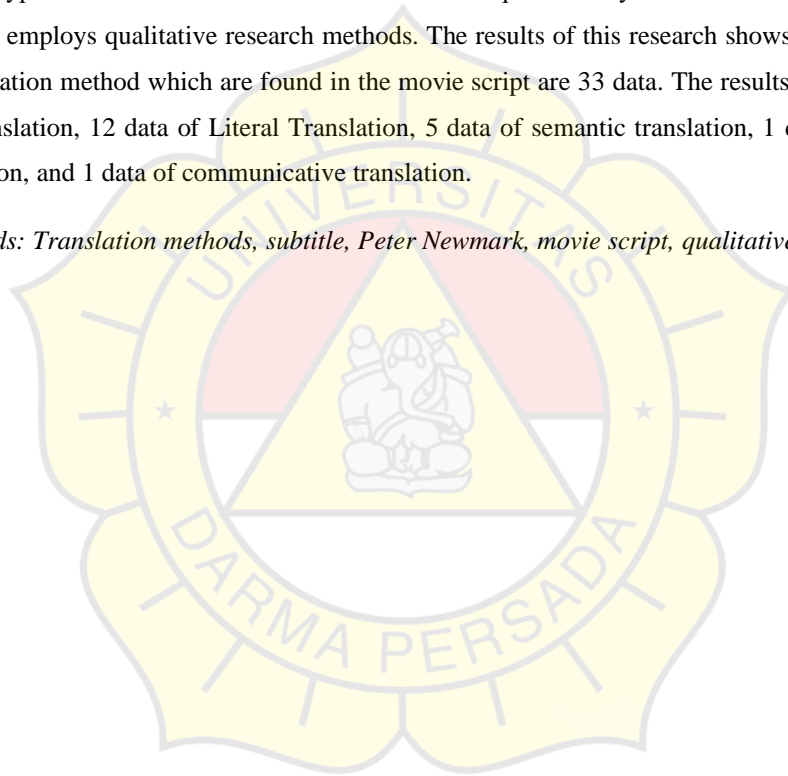 employs qualitative research methods. The results of this research shows
ation method which are found in the movie script are 33 data. The results
nslation, 12 data of Literal Translation, 5 data of semantic translation, 1
on, and 1 data of communicative translation.
ds: Translation methods, subtitle, Peter Newmark, movie script, qualitative
UNIVERSITAS
DARMA PERSADA